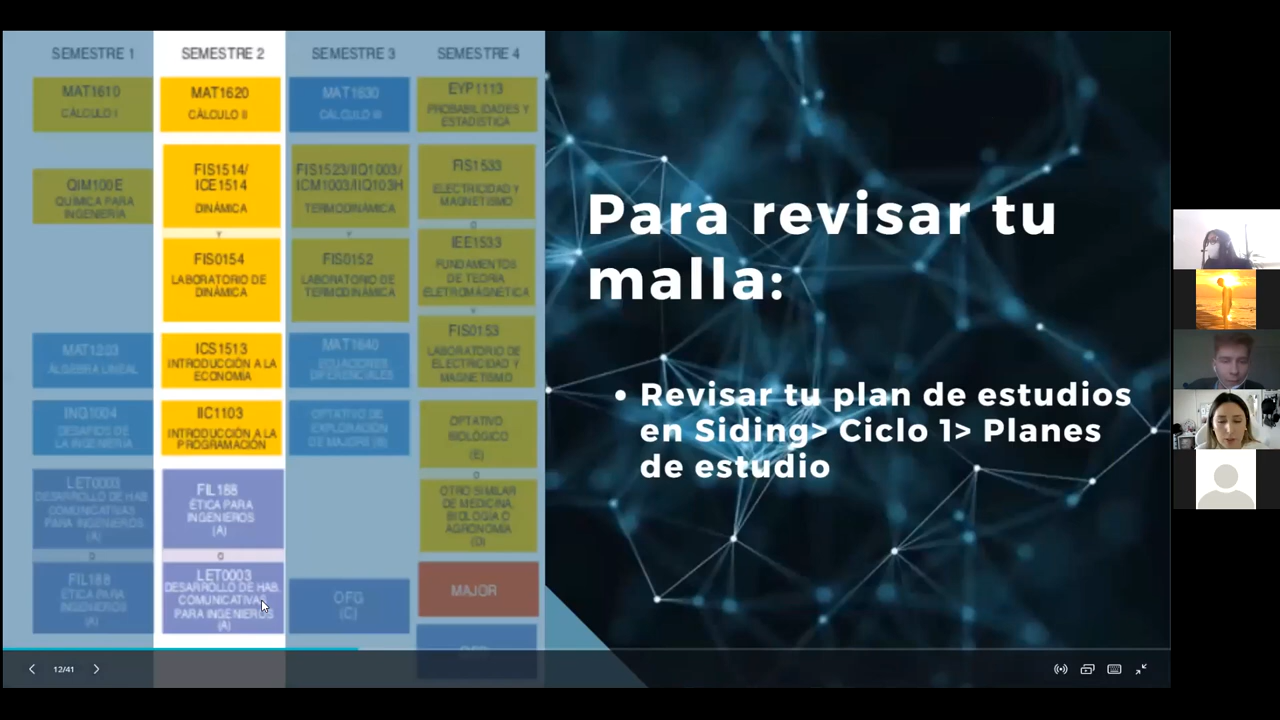 SEMESTRE 1
MAT1610
CÁLCULO I
QIM100E
QUÍMICA PARA
INGENIERÍA
MAT1203
ÁLGEBRA LINEAL
ING1004
DESAFÍOS DE
LA INGENIERÍA
LET0003
DESARROLLO DE HAB.
COMUNICATIVAS
PARA INGENIEROS
(A)
O
FIL188
ÉTICA PARA
INGENIEROS
(A)
SEMESTRE 2
MAT1620
CÁLCULO II
FIS1514/
ICE1514
DINÁMICA
Y
FIS0154
LABORATORIO DE
DINÁMICA
ICS1513
INTRODUCCIÓN A LA
ECONOMÍA
IIC1103
INTRODUCCIÓN A LA
PROGRAMACIÓN
FIL188
ÉTICA PARA
INGENIEROS
(A)
O
LET0003
DESARROLLO DE HAB.
COMUNICATIVAS
PARA INGENIEROS
(A)
SEMESTRE 3
MAT1630
CÁLCULO III
FIS1523/IIQ1003/
ICM1003/IIQ103H
TERMODINÁMICA
Y
FIS0152
LABORATORIO DE
TERMODINÁMICA
MAT1640
ECUACIONES
DIFERENCIALES
OPTATIVO DE
EXPLORACIÓN
DE MAJORS (B)
OFG
(C)
SEMESTRE 4
EYP1113
PROBABILIDADES Y
ESTADÍSTICA
FIS1533
ELECTRICIDAD Y
MAGNETISMO
O
IEE1533
FUNDAMENTOS
DE TEORÍA
ELETROMAGNÉTICA
Y
FIS0153
LABORATORIO DE
ELECTRICIDAD Y
MAGNETISMO
OPTATIVO
BIOLÓGICO
(E)
O
OTRO SIMILAR
DE MEDICINA,
BIOLOGÍA O
AGRONOMÍA
(D)
MAJOR
Para revisar tu
malla:
• Revisar tu plan de estudios
en Siding> Ciclo 1> Planes
de estudio
12/41